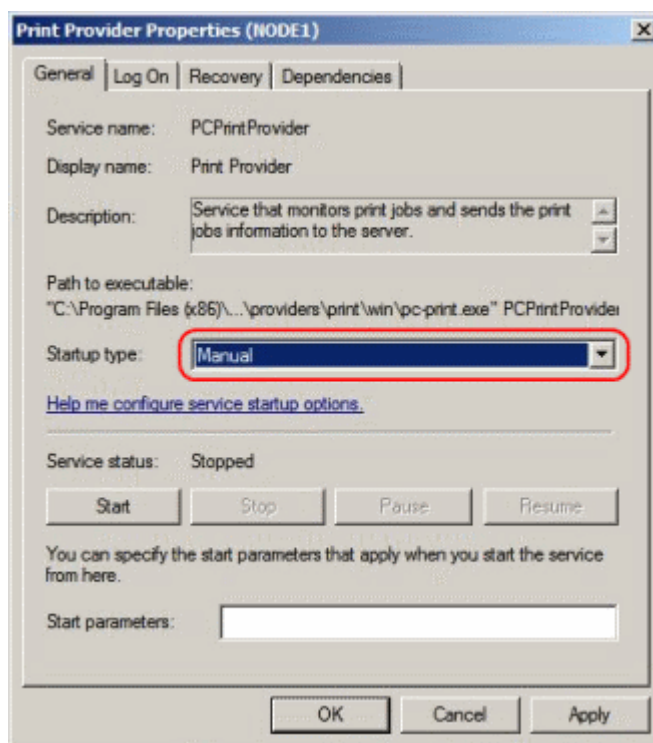 Print Provider Properties (NODE1)
General Log On Recovery Dependencies
Service name: PCPrintProvider
Display name: Print Provider
Description: Service that monitors print jobs and sends the print
jobs information to the server.
Path to executable:
"C:\Program Files (x86)\...\providers\print\win\pc-print.exe" PCPrintProvider
Startup type: Manual
Help me configure service startup options.
Service status: Stopped
Start Stop Pause Resume
You can specify the start parameters that apply when you start the service
from here.
Start parameters:
OK Cancel Apply